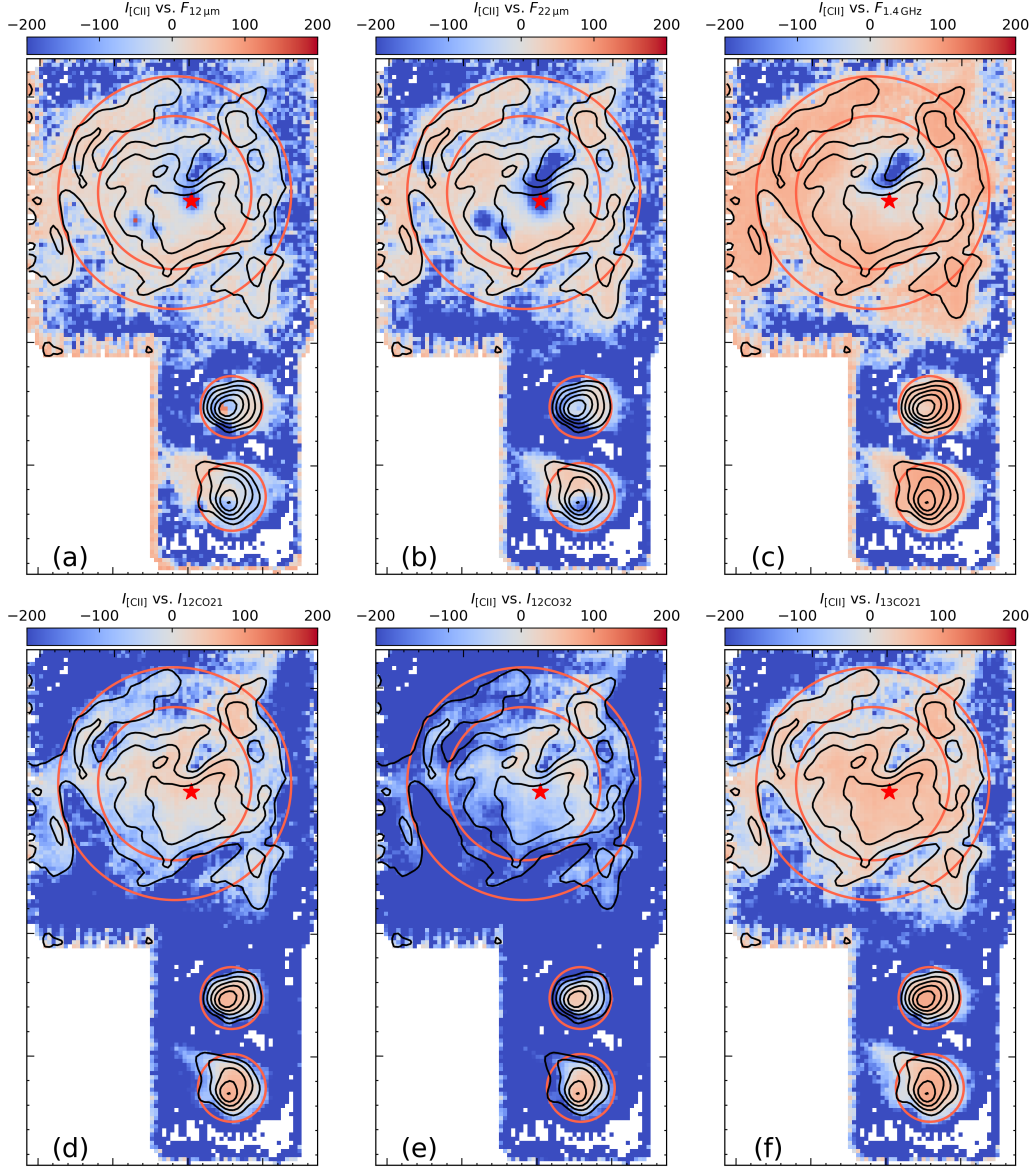 I[CII] vs. F12 μm
I[CII] vs. F22 μm
I[CII] vs. F1.4 GHz
−200 −100 0 100 200
−200 −100 0 100 200
−200 −100 0 100 200
(a)
(b)
(c)
I[CII] vs. I12CO21
I[CII] vs. I12CO32
I[CII] vs. I13CO21
−200 −100 0 100 200
−200 −100 0 100 200
−200 −100 0 100 200
(d)
(e)
(f)